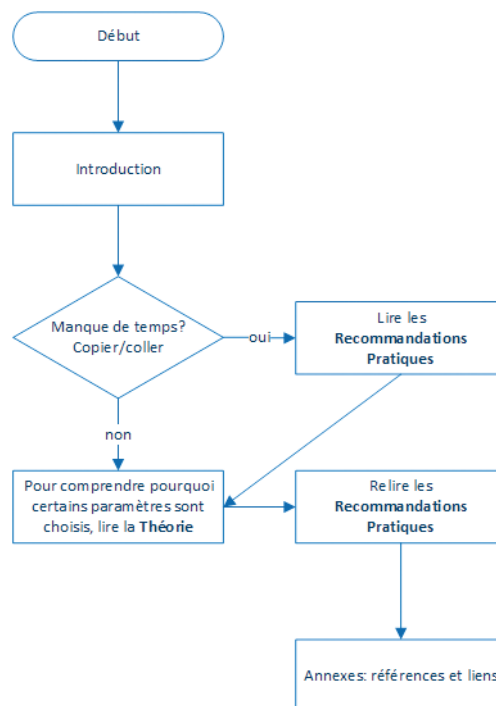 Début
Introduction
Manque de temps?
Copier/coller
oui
Lire les
Recommandations
Pratiques
non
Pour comprendre pourquoi
certains paramètres sont
choisis, lire la Théorie
Relire les
Recommandations
Pratiques
Annexes: références et liens